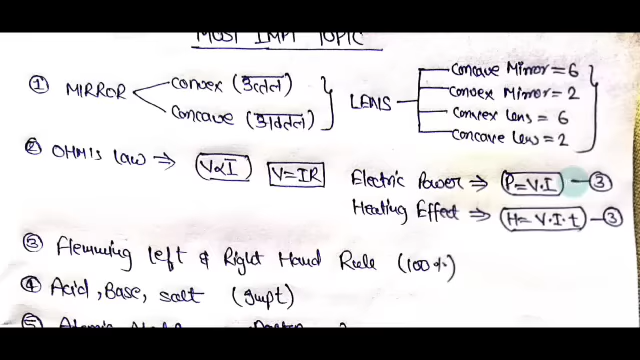 MOST IMPT TOPIC
① MIRROR
Convex (उत्तल)
Concave (अवतल)
LENS
Concave Mirror = 6
Convex Mirror = 2
Convex Lens = 6
Concave Lens = 2
② OHM'S Law ⇒ V∝I V=IR
Electric Power ⇒ P=V·I — ③
Heating Effect ⇒ H=V·I·t — ③
③ Flemming left & Right Hand Rule (100%)
④ Acid, Base, salt (Impt)
⑤ Atomic